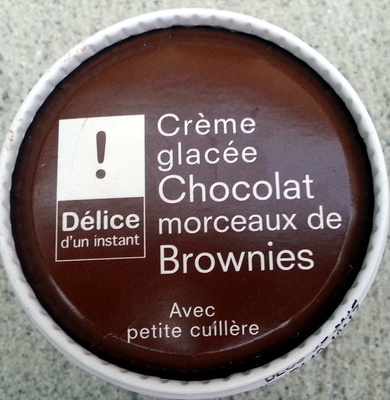 !
Délice
d'un instant
Crème
glacée
Chocolat
morceaux de
Brownies
Avec
petite cuillère